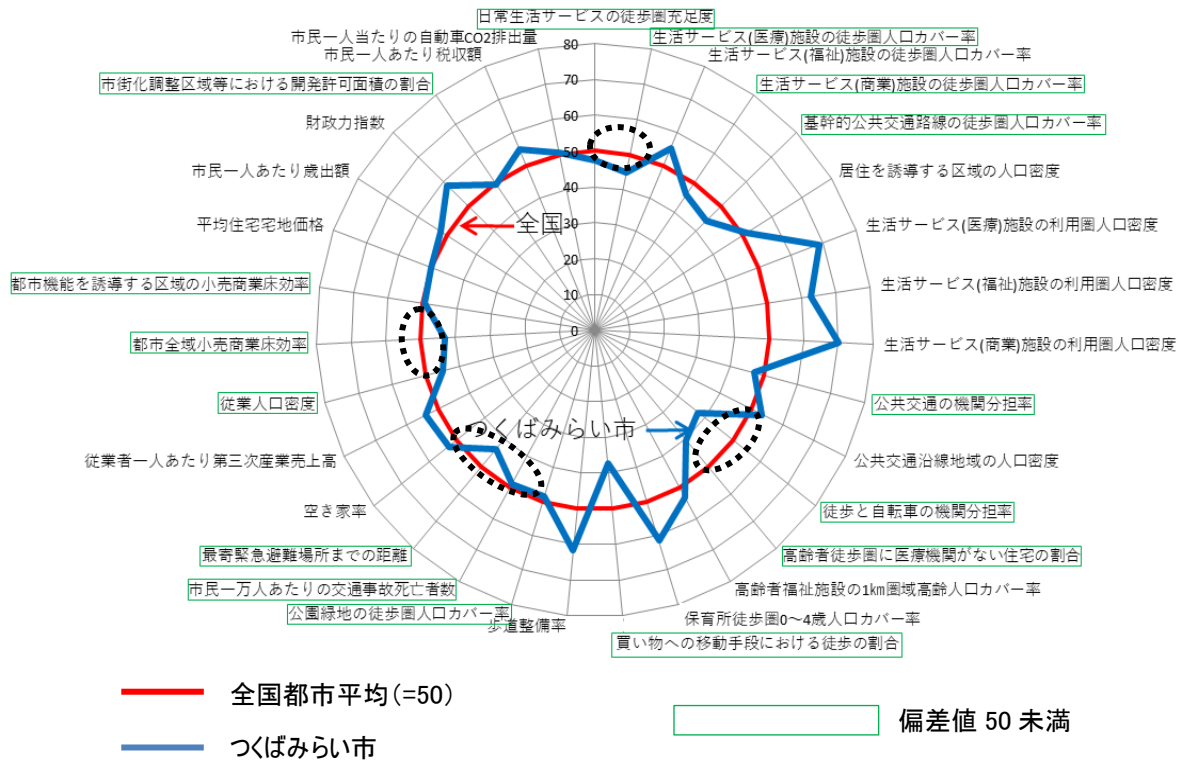 日常生活サービスの徒歩圏充足度
生活サービス(医療)施設の徒歩圏人口カバー率
生活サービス(福祉)施設の徒歩圏人口カバー率
生活サービス(商業)施設の徒歩圏人口カバー率
基幹的公共交通路線の徒歩圏人口カバー率
居住を誘導する区域の人口密度
生活サービス(医療)施設の利用圏人口密度
生活サービス(福祉)施設の利用圏人口密度
生活サービス(商業)施設の利用圏人口密度
公共交通の機関分担率
公共交通沿線地域の人口密度
徒歩と自転車の機関分担率
高齢者徒歩圏に医療機関がない住宅の割合
高齢者福祉施設の1㎞圏域高齢人口カバー率
保育所徒歩圏0～4歳人口カバー率
買い物への移動手段における徒歩の割合
歩道整備率
公園緑地の徒歩圏人口カバー率
市民一万人あたりの交通事故死亡者数
最寄緊急避難場所までの距離
空き家率
従業者一人あたり第三次産業売上高
従業人口密度
都市全域小売商業床効率
都市機能を誘導する区域の小売商業床効率
平均住宅宅地価格
市民一人あたり歳出額
財政力指数
市街化調整区域等における開発許可面積の割合
市民一人あたり税収額
市民一人当たりの自動車CO2排出量
80
70
60
50
40
30
20
10
0
全国
つくばみらい市
全国都市平均(=50)
つくばみらい市
偏差値 50 未満